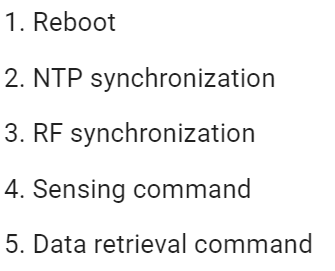 1. Reboot
2. NTP synchronization
3. RF synchronization
4. Sensing command
5. Data retrieval command